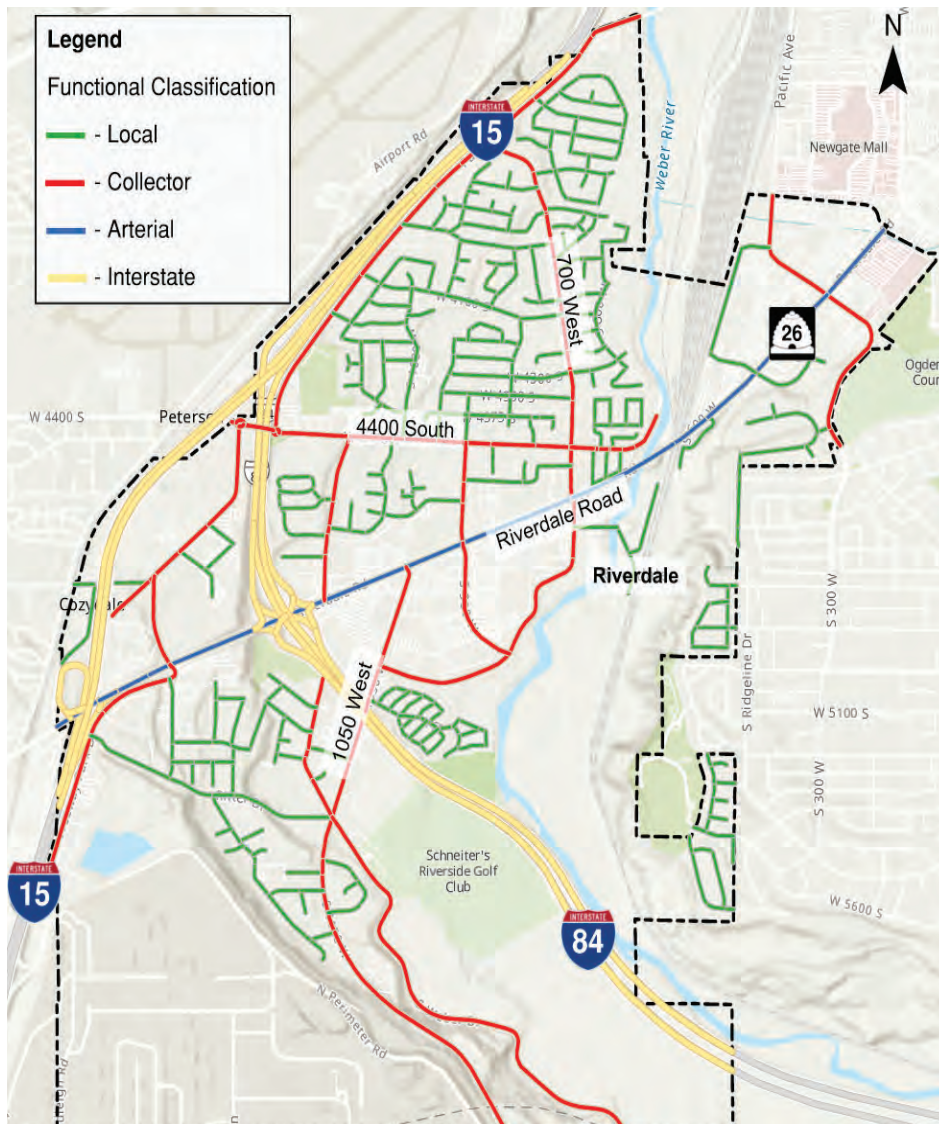 Legend
Functional Classification
- Local
- Collector
- Arterial
- Interstate
N
Pacific Ave
Newgate Mall
INTERSTATE
15
Airport Rd
Weber River
700 West
26
Ogden
Cour
W 4400 S
4400 South
Riverdale Road
Riverdale
S 300 W
S Ridgeline Dr
W 5100 S
S 300 W
1050 West
Schneiter's
Riverside Golf
Club
W 5600 S
INTERSTATE
15
INTERSTATE
84
N Perimeter Rd